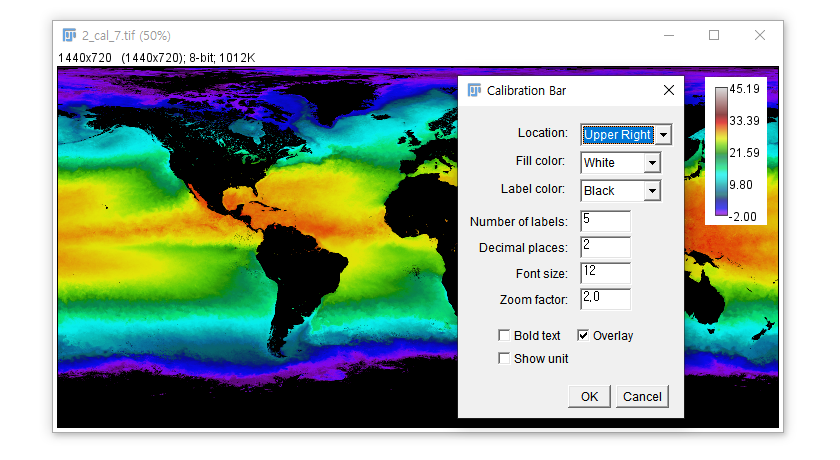 2_cal_7.tif (50%)
1440x720 (1440x720); 8-bit; 1012K
Calibration Bar
Location: Upper Right
Fill color: White
Label color: Black
Number of labels: 5
Decimal places: 2
Font size: 12
Zoom factor: 2.0
Bold text Overlay
Show unit
OK Cancel
45.19
33.39
21.59
9.80
-2.00